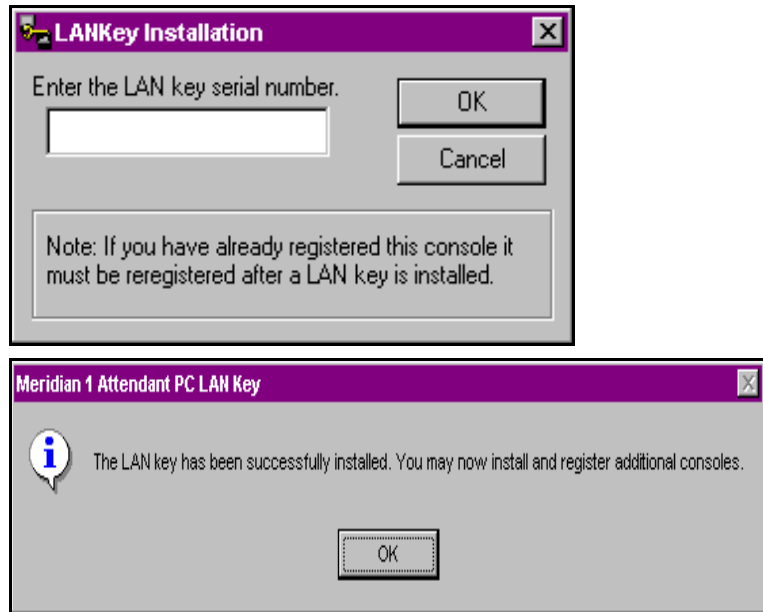 LANKey Installation
Enter the LAN key serial number.
OK
Cancel
Note: If you have already registered this console it
must be reregistered after a LAN key is installed.
Meridian 1 Attendant PC LAN Key
The LAN key has been successfully installed. You may now install and register additional consoles.
OK